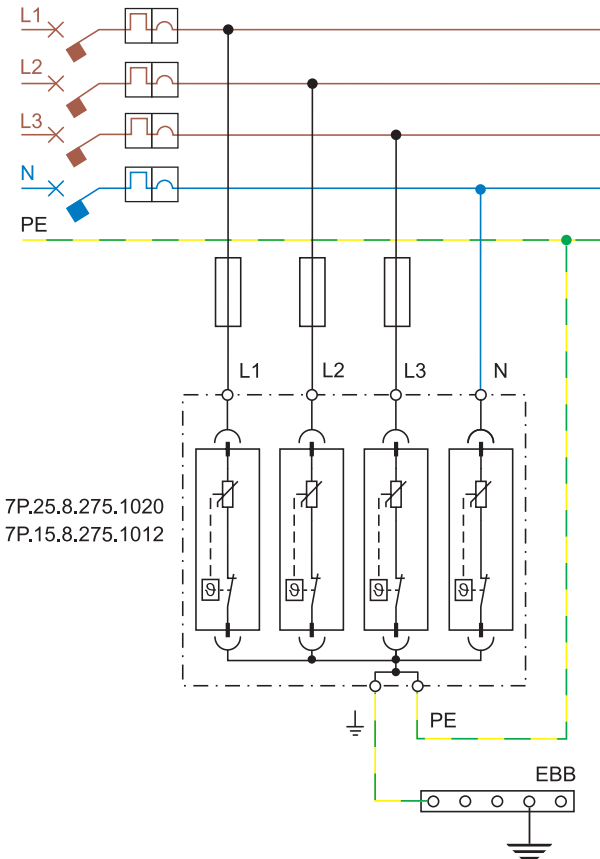 L1
L2
L3
N
PE
L1 L2 L3 N
7P.25.8.275.1020
7P.15.8.275.1012
ϑ ϑ ϑ ϑ
PE
EBB